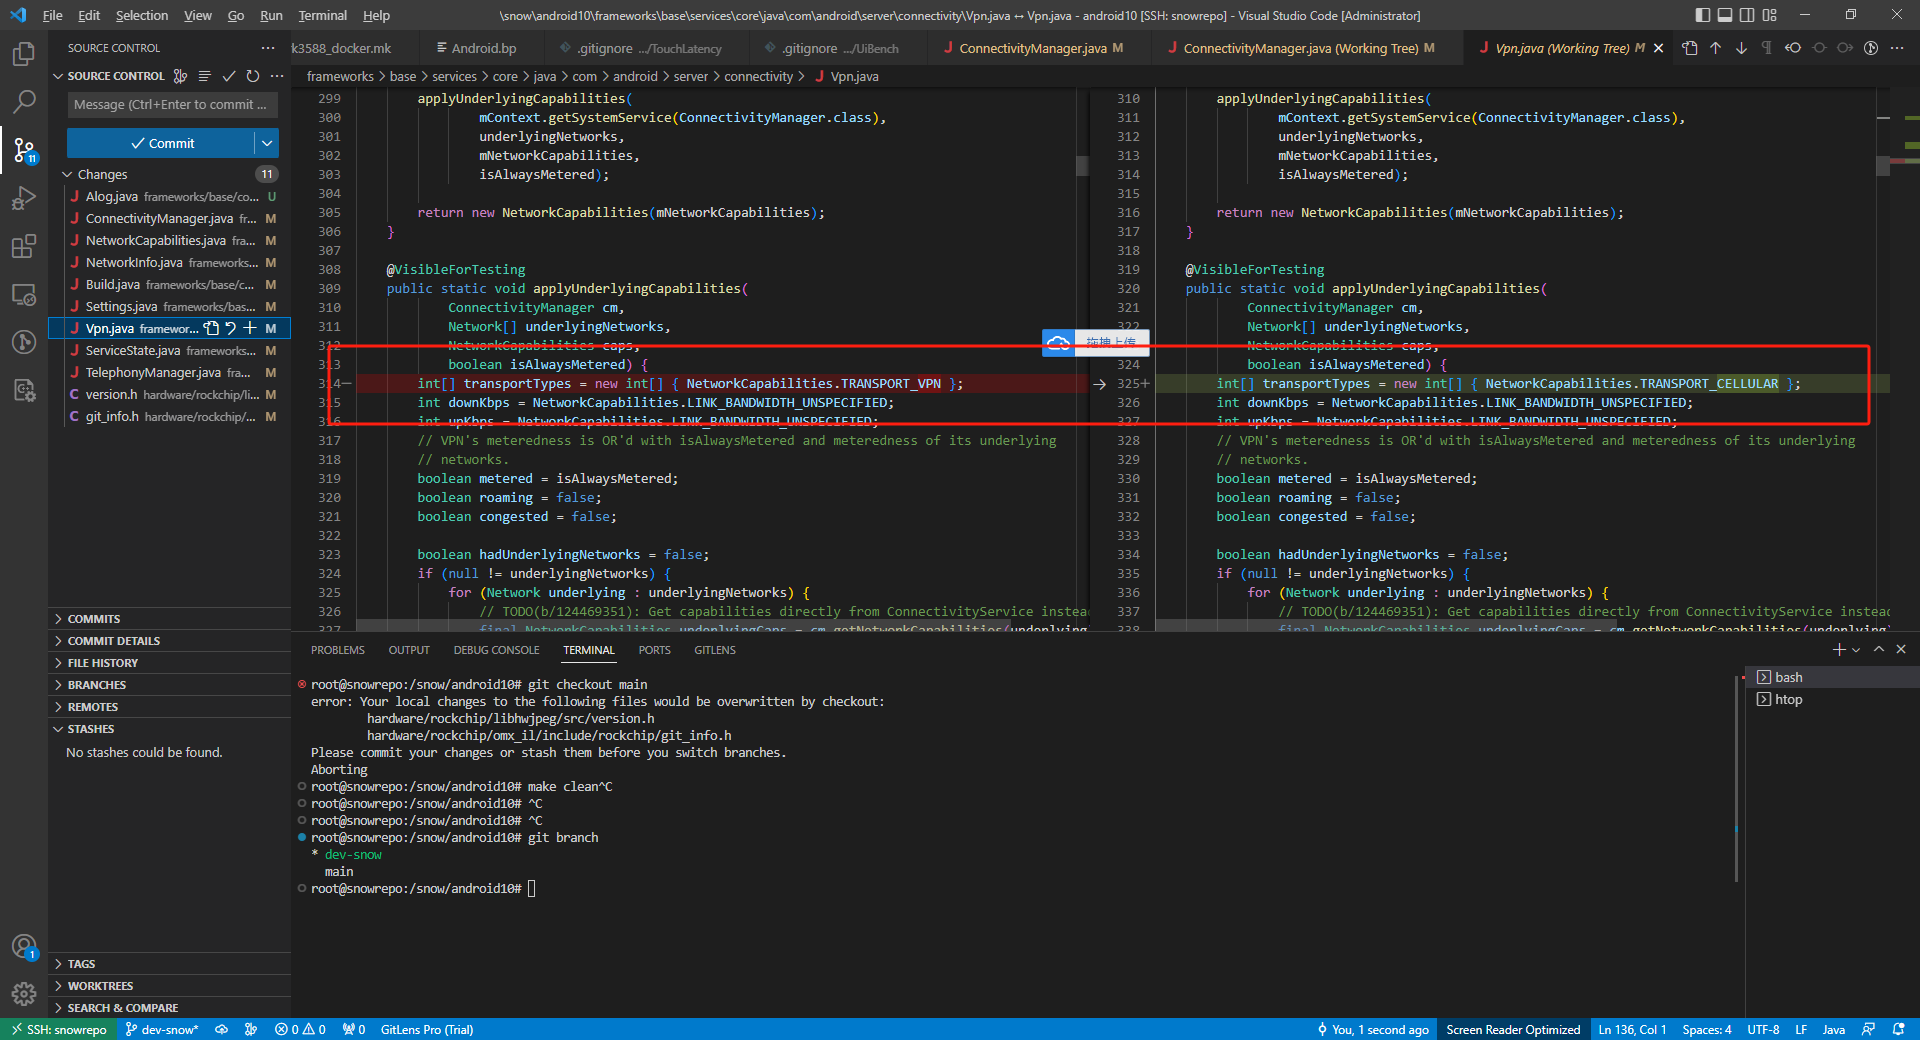 File Edit Selection View Go Run Terminal Help
\snow\android10\frameworks\base\services\core\java\com\android\server\connectivity\Vpn.java ↔ Vpn.java - android10 [SSH: snowrepo] - Visual Studio Code [Administrator]
SOURCE CONTROL
rk3588_docker.mk
Android.bp
.gitignore .../TouchLatency
.gitignore .../UiBench
ConnectivityManager.java M
ConnectivityManager.java (Working Tree) M
Vpn.java (Working Tree) M
SOURCE CONTROL
frameworks > base > services > core > java > com > android > server > connectivity > Vpn.java
Message (Ctrl+Enter to commit ...
Commit
Changes 11
Alog.java frameworks/base/co... U
ConnectivityManager.java fr... M
NetworkCapabilities.java fra... M
NetworkInfo.java frameworks... M
Build.java frameworks/base/c... M
Settings.java frameworks/bas... M
Vpn.java framewor... M
ServiceState.java frameworks... M
TelephonyManager.java fra... M
version.h hardware/rockchip/li... M
git_info.h hardware/rockchip/... M
11
COMMITS
COMMIT DETAILS
FILE HISTORY
BRANCHES
REMOTES
STASHES
No stashes could be found.
TAGS
WORKTREES
SEARCH & COMPARE
1
299 applyUnderlyingCapabilities(
300 mContext.getSystemService(ConnectivityManager.class),
301 underlyingNetworks,
302 mNetworkCapabilities,
303 isAlwaysMetered);
304
305 return new NetworkCapabilities(mNetworkCapabilities);
306 }
307
308 @VisibleForTesting
309 public static void applyUnderlyingCapabilities(
310 ConnectivityManager cm,
311 Network[] underlyingNetworks,
312 NetworkCapabilities caps,
313 boolean isAlwaysMetered) {
314— int[] transportTypes = new int[] { NetworkCapabilities.TRANSPORT_VPN };
315 int downKbps = NetworkCapabilities.LINK_BANDWIDTH_UNSPECIFIED;
316 int upKbps = NetworkCapabilities.LINK_BANDWIDTH_UNSPECIFIED;
317 // VPN's meteredness is OR'd with isAlwaysMetered and meteredness of its underlying
318 // networks.
319 boolean metered = isAlwaysMetered;
320 boolean roaming = false;
321 boolean congested = false;
322
323 boolean hadUnderlyingNetworks = false;
324 if (null != underlyingNetworks) {
325 for (Network underlying : underlyingNetworks) {
326 // TODO(b/124469351): Get capabilities directly from ConnectivityService instea
327 final NetworkCapabilities underlyingCaps = cm.getNetworkCapabilities(underlying
拖拽上传
310 applyUnderlyingCapabilities(
311 mContext.getSystemService(ConnectivityManager.class),
312 underlyingNetworks,
313 mNetworkCapabilities,
314 isAlwaysMetered);
315
316 return new NetworkCapabilities(mNetworkCapabilities);
317 }
318
319 @VisibleForTesting
320 public static void applyUnderlyingCapabilities(
321 ConnectivityManager cm,
322 Network[] underlyingNetworks,
NetworkCapabilities caps,
324 boolean isAlwaysMetered) {
325+ int[] transportTypes = new int[] { NetworkCapabilities.TRANSPORT_CELLULAR };
326 int downKbps = NetworkCapabilities.LINK_BANDWIDTH_UNSPECIFIED;
327 int upKbps = NetworkCapabilities.LINK_BANDWIDTH_UNSPECIFIED;
328 // VPN's meteredness is OR'd with isAlwaysMetered and meteredness of its underlying
329 // networks.
330 boolean metered = isAlwaysMetered;
331 boolean roaming = false;
332 boolean congested = false;
333
334 boolean hadUnderlyingNetworks = false;
335 if (null != underlyingNetworks) {
336 for (Network underlying : underlyingNetworks) {
337 // TODO(b/124469351): Get capabilities directly from ConnectivityService instea
338 final NetworkCapabilities underlyingCaps = cm.getNetworkCapabilities(underlying)
PROBLEMS OUTPUT DEBUG CONSOLE TERMINAL PORTS GITLENS
root@snowrepo:/snow/android10# git checkout main
error: Your local changes to the following files would be overwritten by checkout:
hardware/rockchip/libhwjpeg/src/version.h
hardware/rockchip/omx_il/include/rockchip/git_info.h
Please commit your changes or stash them before you switch branches.
Aborting
root@snowrepo:/snow/android10# make clean^C
root@snowrepo:/snow/android10# ^C
root@snowrepo:/snow/android10# ^C
root@snowrepo:/snow/android10# git branch
* dev-snow
main
root@snowrepo:/snow/android10#
bash
htop
SSH: snowrepo dev-snow* 0 0 0 GitLens Pro (Trial)
You, 1 second ago Screen Reader Optimized Ln 136, Col 1 Spaces: 4 UTF-8 LF Java